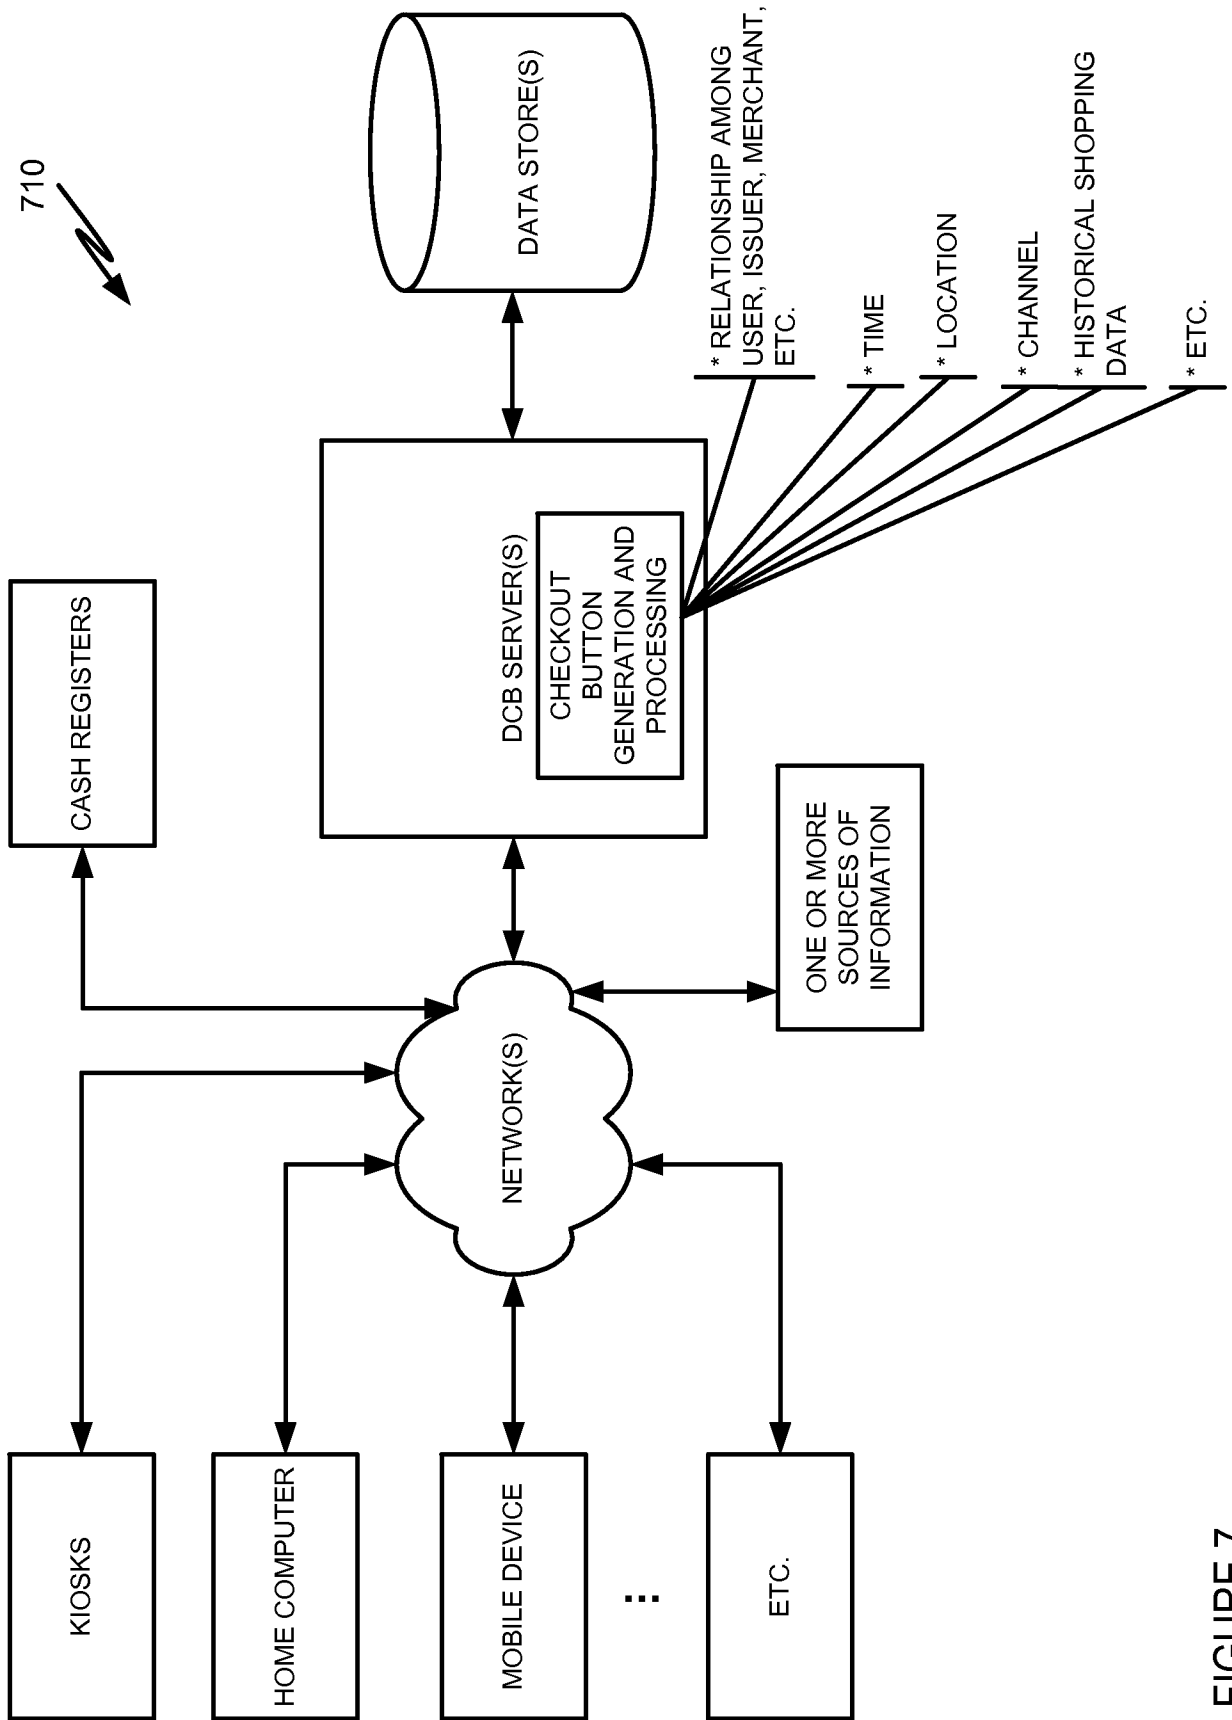 710
CASH REGISTERS
KIOSKS
HOME COMPUTER
MOBILE DEVICE
...
ETC.
NETWORK(S)
DCB SERVER(S)
CHECKOUT
BUTTON
GENERATION AND
PROCESSING
DATA STORE(S)
ONE OR MORE
SOURCES OF
INFORMATION
* RELATIONSHIP AMONG
USER, ISSUER, MERCHANT,
ETC.
* TIME
* LOCATION
* CHANNEL
* HISTORICAL SHOPPING
DATA
* ETC.
FIGURE 7